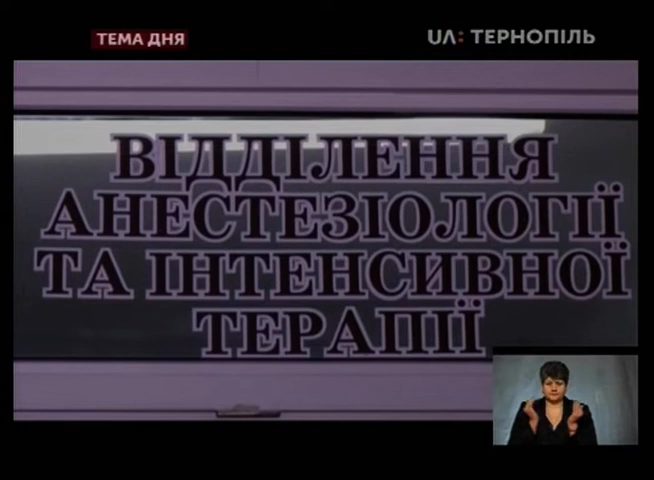 ТЕМА ДНЯ
UA: ТЕРНОПІЛЬ
ВІДДІЛЕННЯ
АНЕСТЕЗІОЛОГІЇ
ТА ІНТЕНСИВНОЇ
ТЕРАПІЇ